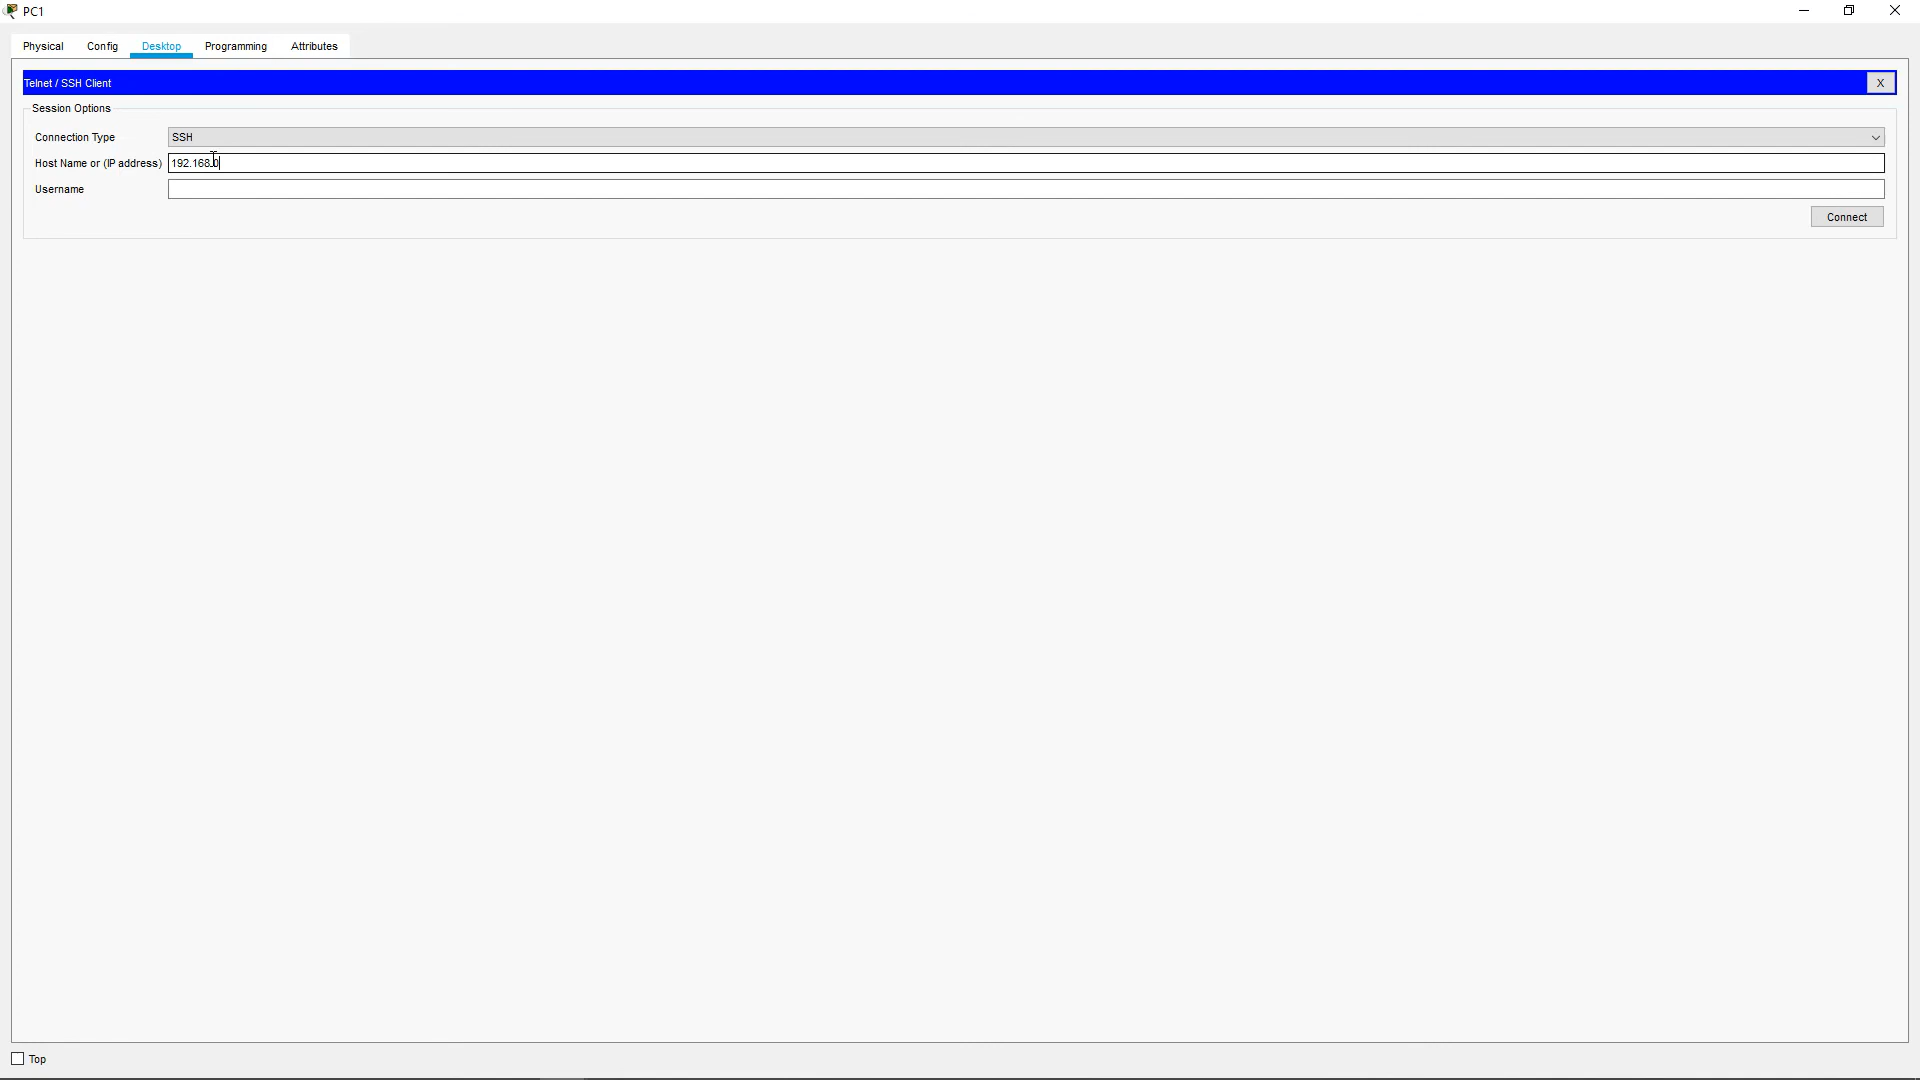 PC1
Physical Config Desktop Programming Attributes
Telnet / SSH Client X
Session Options
Connection Type SSH
Host Name or (IP address) 192.168.0
Username
Connect
Top